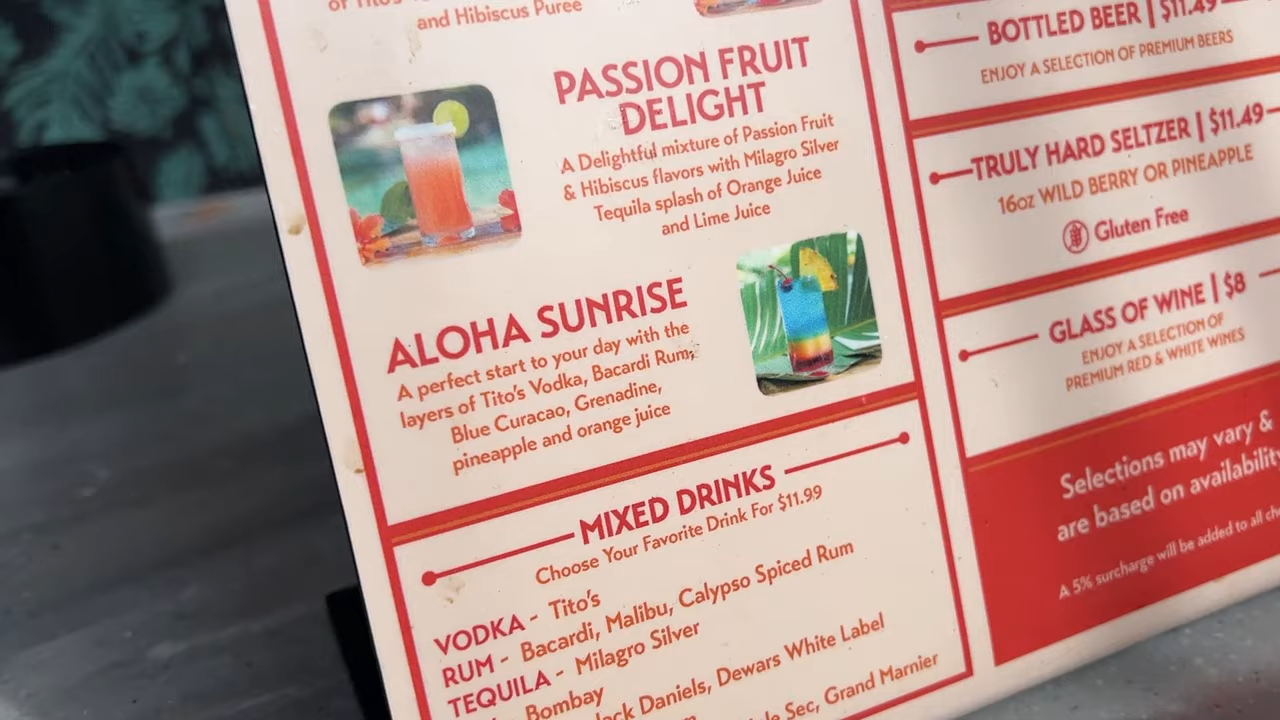 and Hibiscus Puree
PASSION FRUIT
DELIGHT
A Delightful mixture of Passion Fruit
& Hibiscus flavors with Milagro Silver
Tequila splash of Orange Juice
and Lime Juice
ALOHA SUNRISE
A perfect start to your day with the
layers of Tito's Vodka, Bacardi Rum,
Blue Curacao, Grenadine,
pineapple and orange juice
MIXED DRINKS
Choose Your Favorite Drink For $11.99
VODKA - Tito's
RUM - Bacardi, Malibu, Calypso Spiced Rum
TEQUILA - Milagro Silver
Bombay
Daniels, Dewars White Label
Sec, Grand Marnier
BOTTLED BEER | $11.49
ENJOY A SELECTION OF PREMIUM BEERS
TRULY HARD SELTZER | $11.49
16oz WILD BERRY OR PINEAPPLE
Gluten Free
GLASS OF WINE | $8
ENJOY A SELECTION OF
PREMIUM RED & WHITE WINES
Selections may vary &
are based on availability
A 5% surcharge will be added to all